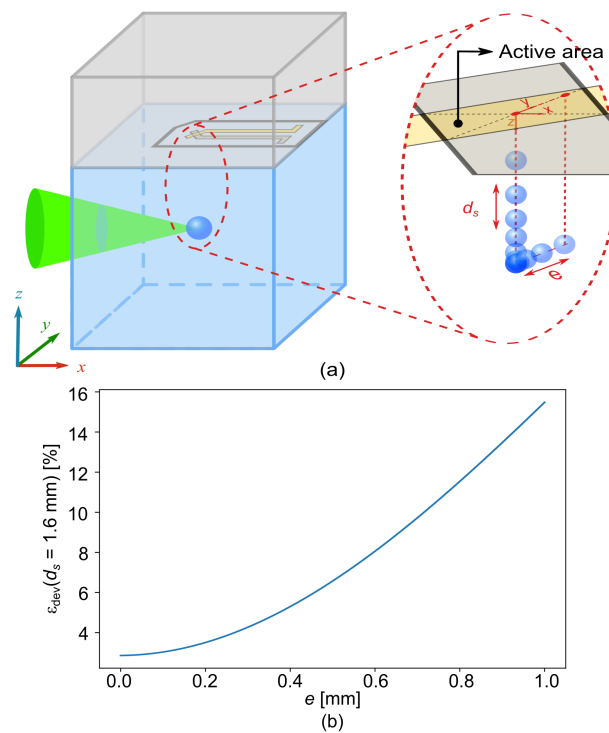 Active area
y
x
z
d_s
e
z
y
x
(a)
16
14
12
10
8
6
4
ε_dev(d_s = 1.6 mm) [%]
0.0 0.2 0.4 0.6 0.8 1.0
e [mm]
(b)